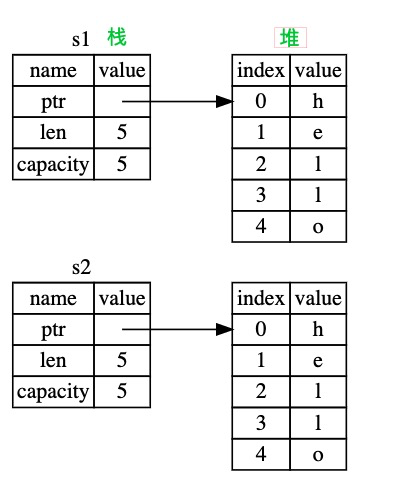 s1 栈 堆
name value index value
ptr 0 h
len 5 1 e
capacity 5 2 l
3 l
4 o
s2
name value index value
ptr 0 h
len 5 1 e
capacity 5 2 l
3 l
4 o